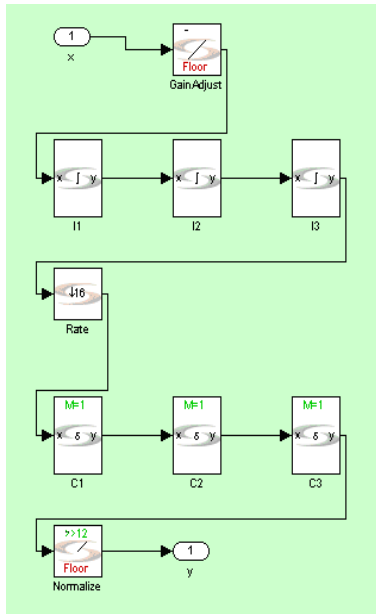 1
x
-
Floor
GainAdjust
x ∫ y
x ∫ y
x ∫ y
I1
I2
I3
↓16
Rate
M=1
M=1
M=1
x δ y
x δ y
x δ y
C1
C2
C3
>>12
Floor
Normalize
1
y